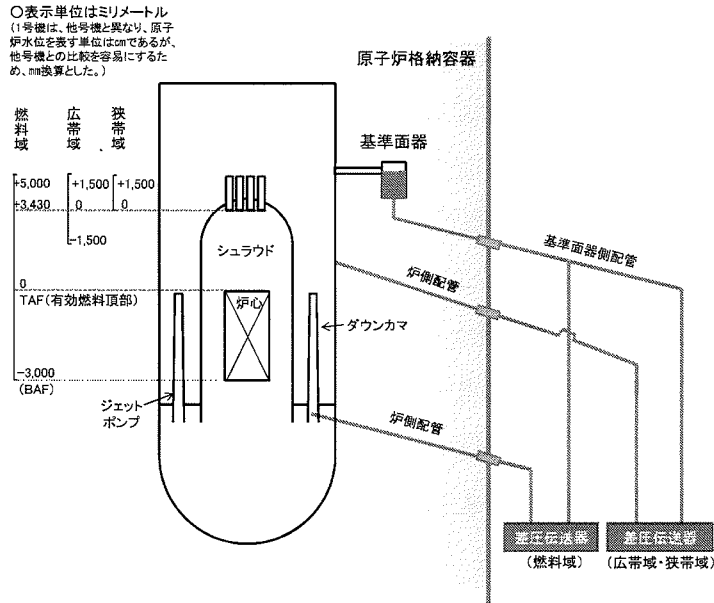 ○表示単位はミリメートル
(1号機は、他号機と異なり、原子
炉水位を表す単位はcmであるが、
他号機との比較を容易にするた
め、mm換算とした。)
原子炉格納容器
燃料域
広帯域
狭帯域
基準面器
+5,000
+1,500
+1,500
+3,430
0
0
-1,500
シュラウド
基準面器側配管
炉側配管
0
TAF(有効燃料頂部)
炉心
ダウンカマ
-3,000
(BAF)
ジェット
ポンプ
炉側配管
差圧伝送器
(燃料域)
差圧伝送器
(広帯域・狭帯域)